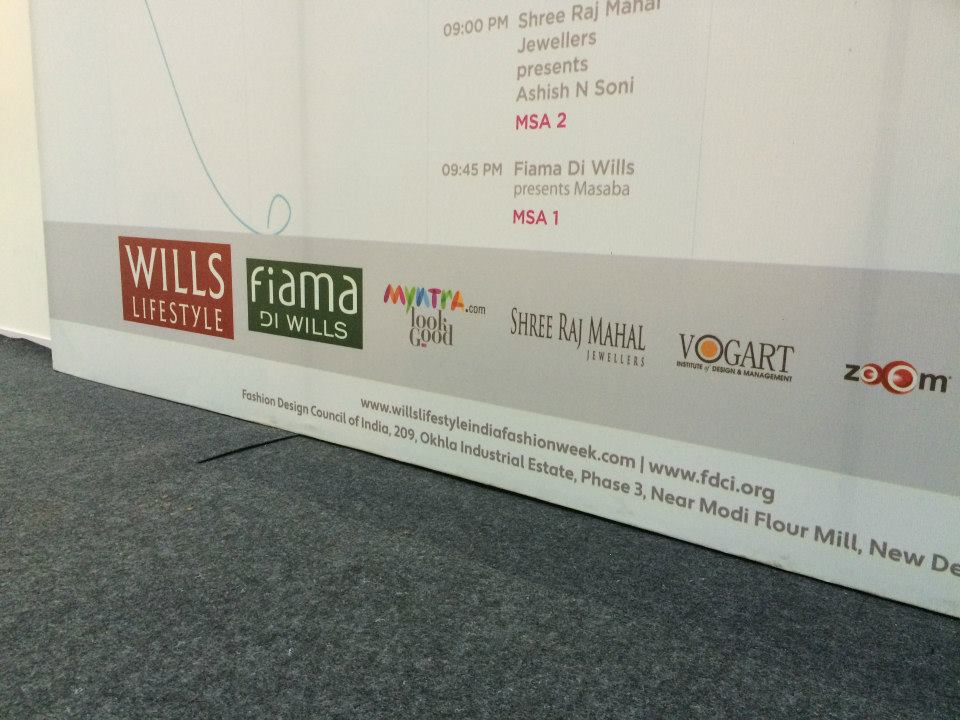 09:00 PM Shree Raj Mahal
Jewellers
presents
Ashish N Soni
MSA 2
09:45 PM Fiama Di Wills
presents Masaba
MSA 1
WILLS
LIFESTYLE
fiama
DI WILLS
MYNTRA.com
look
Good
SHREE RAJ MAHAL
JEWELLERS
VOGART
INSTITUTE of DESIGN & MANAGEMENT
zoom
www.willslifestyleindiafashionweek.com | www.fdci.org
Fashion Design Council of India, 209, Okhla Industrial Estate, Phase 3, Near Modi Flour Mill, New De